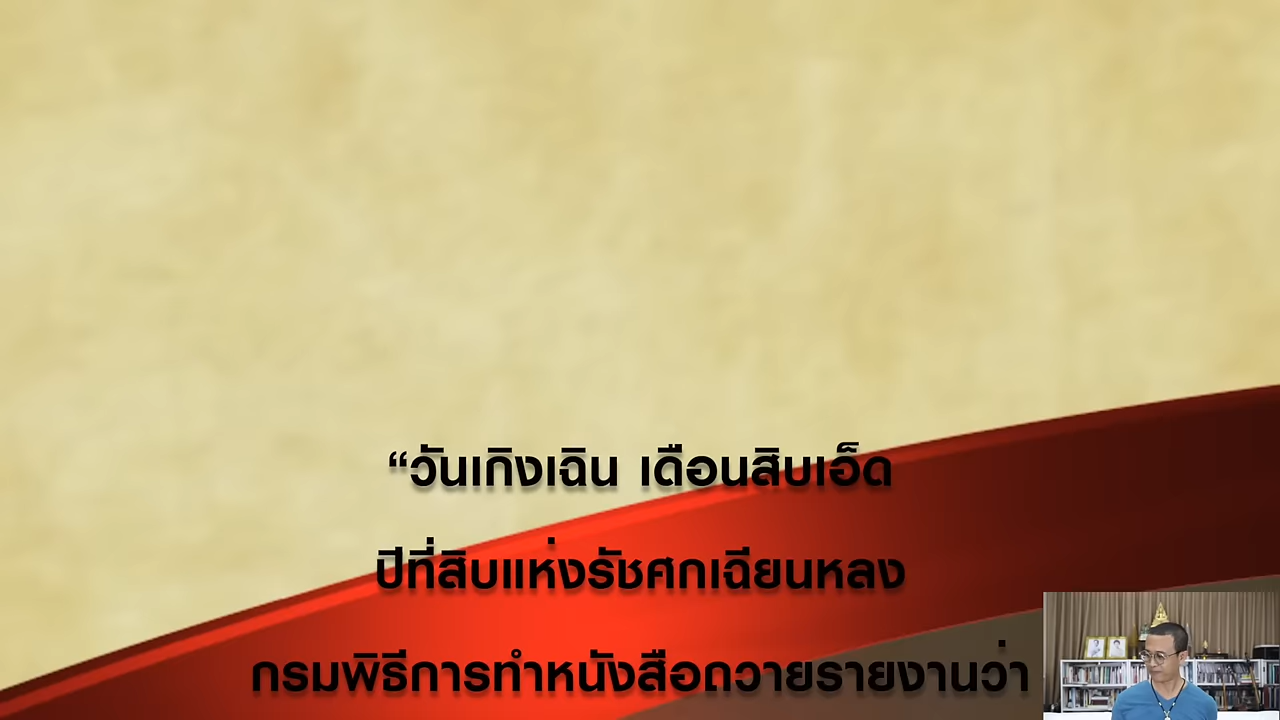 “วันเกิงเฉิน เดือนสิบเอ็ด
ปีที่สิบแห่งรัชศกเฉียนหลง
กรมพิธีการทำหนังสือถวายรายงานว่า